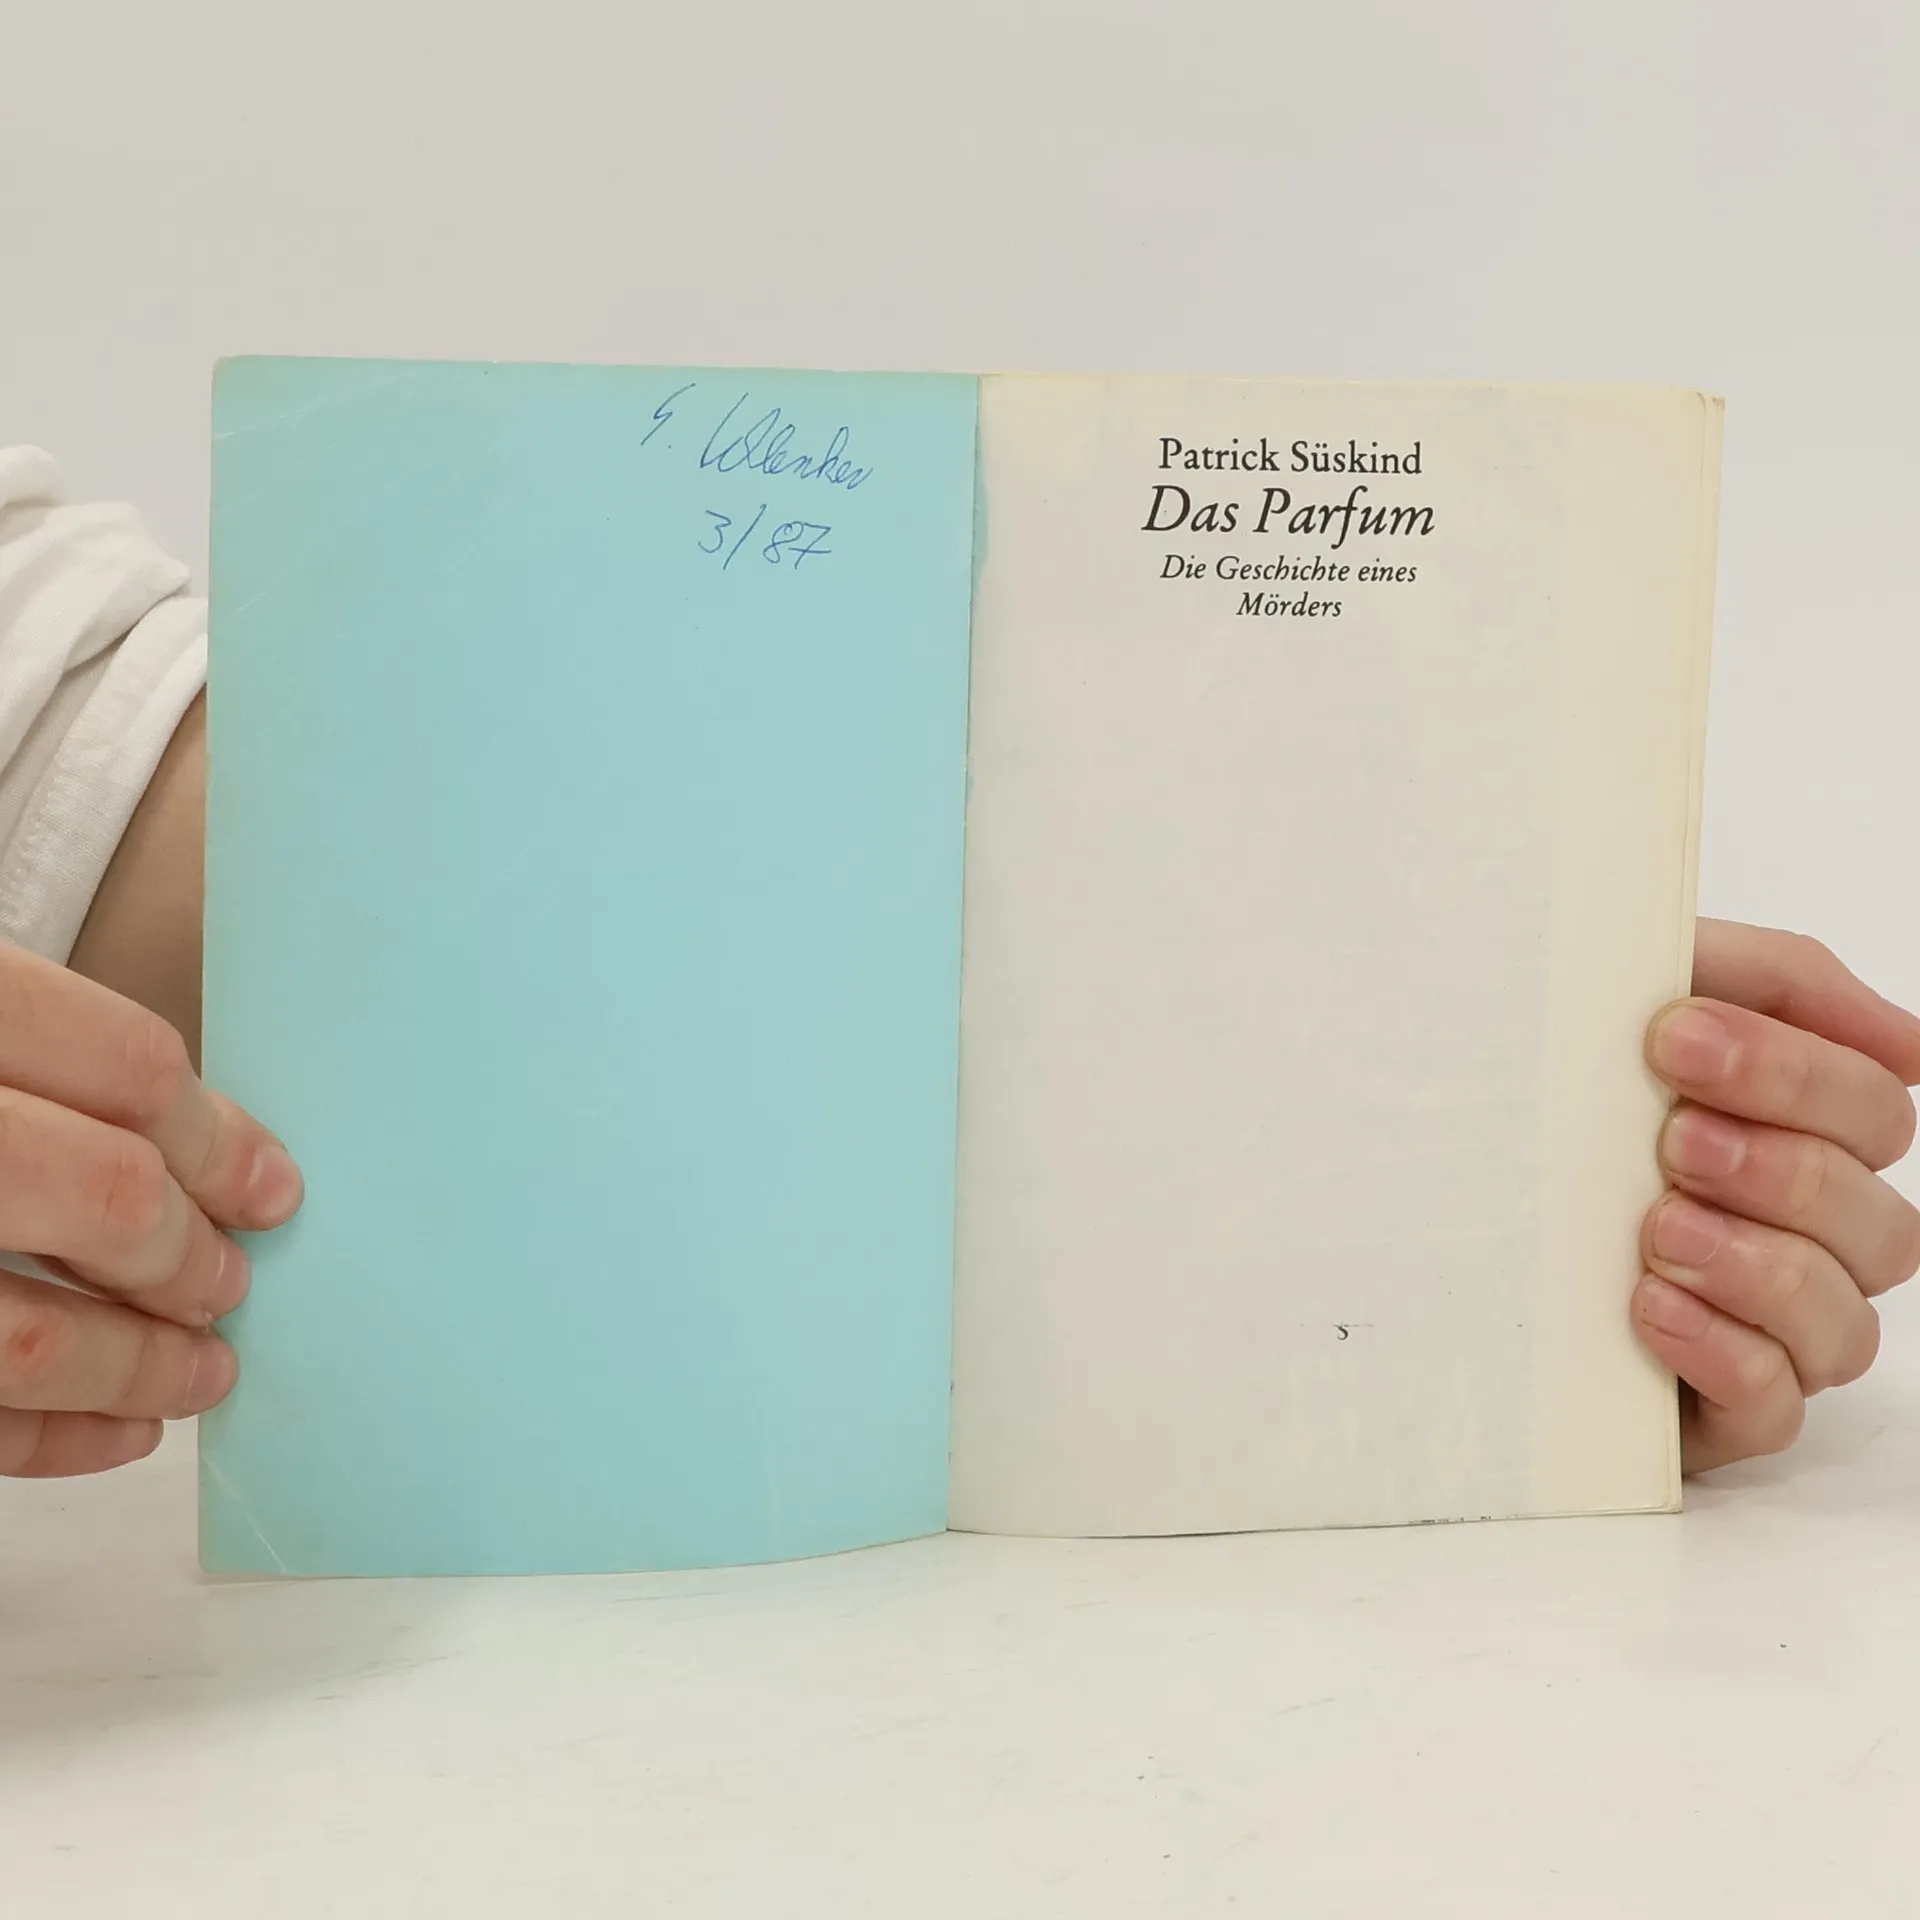 3/87
Patrick Süskind
Das Parfum
Die Geschichte eines
Mörders